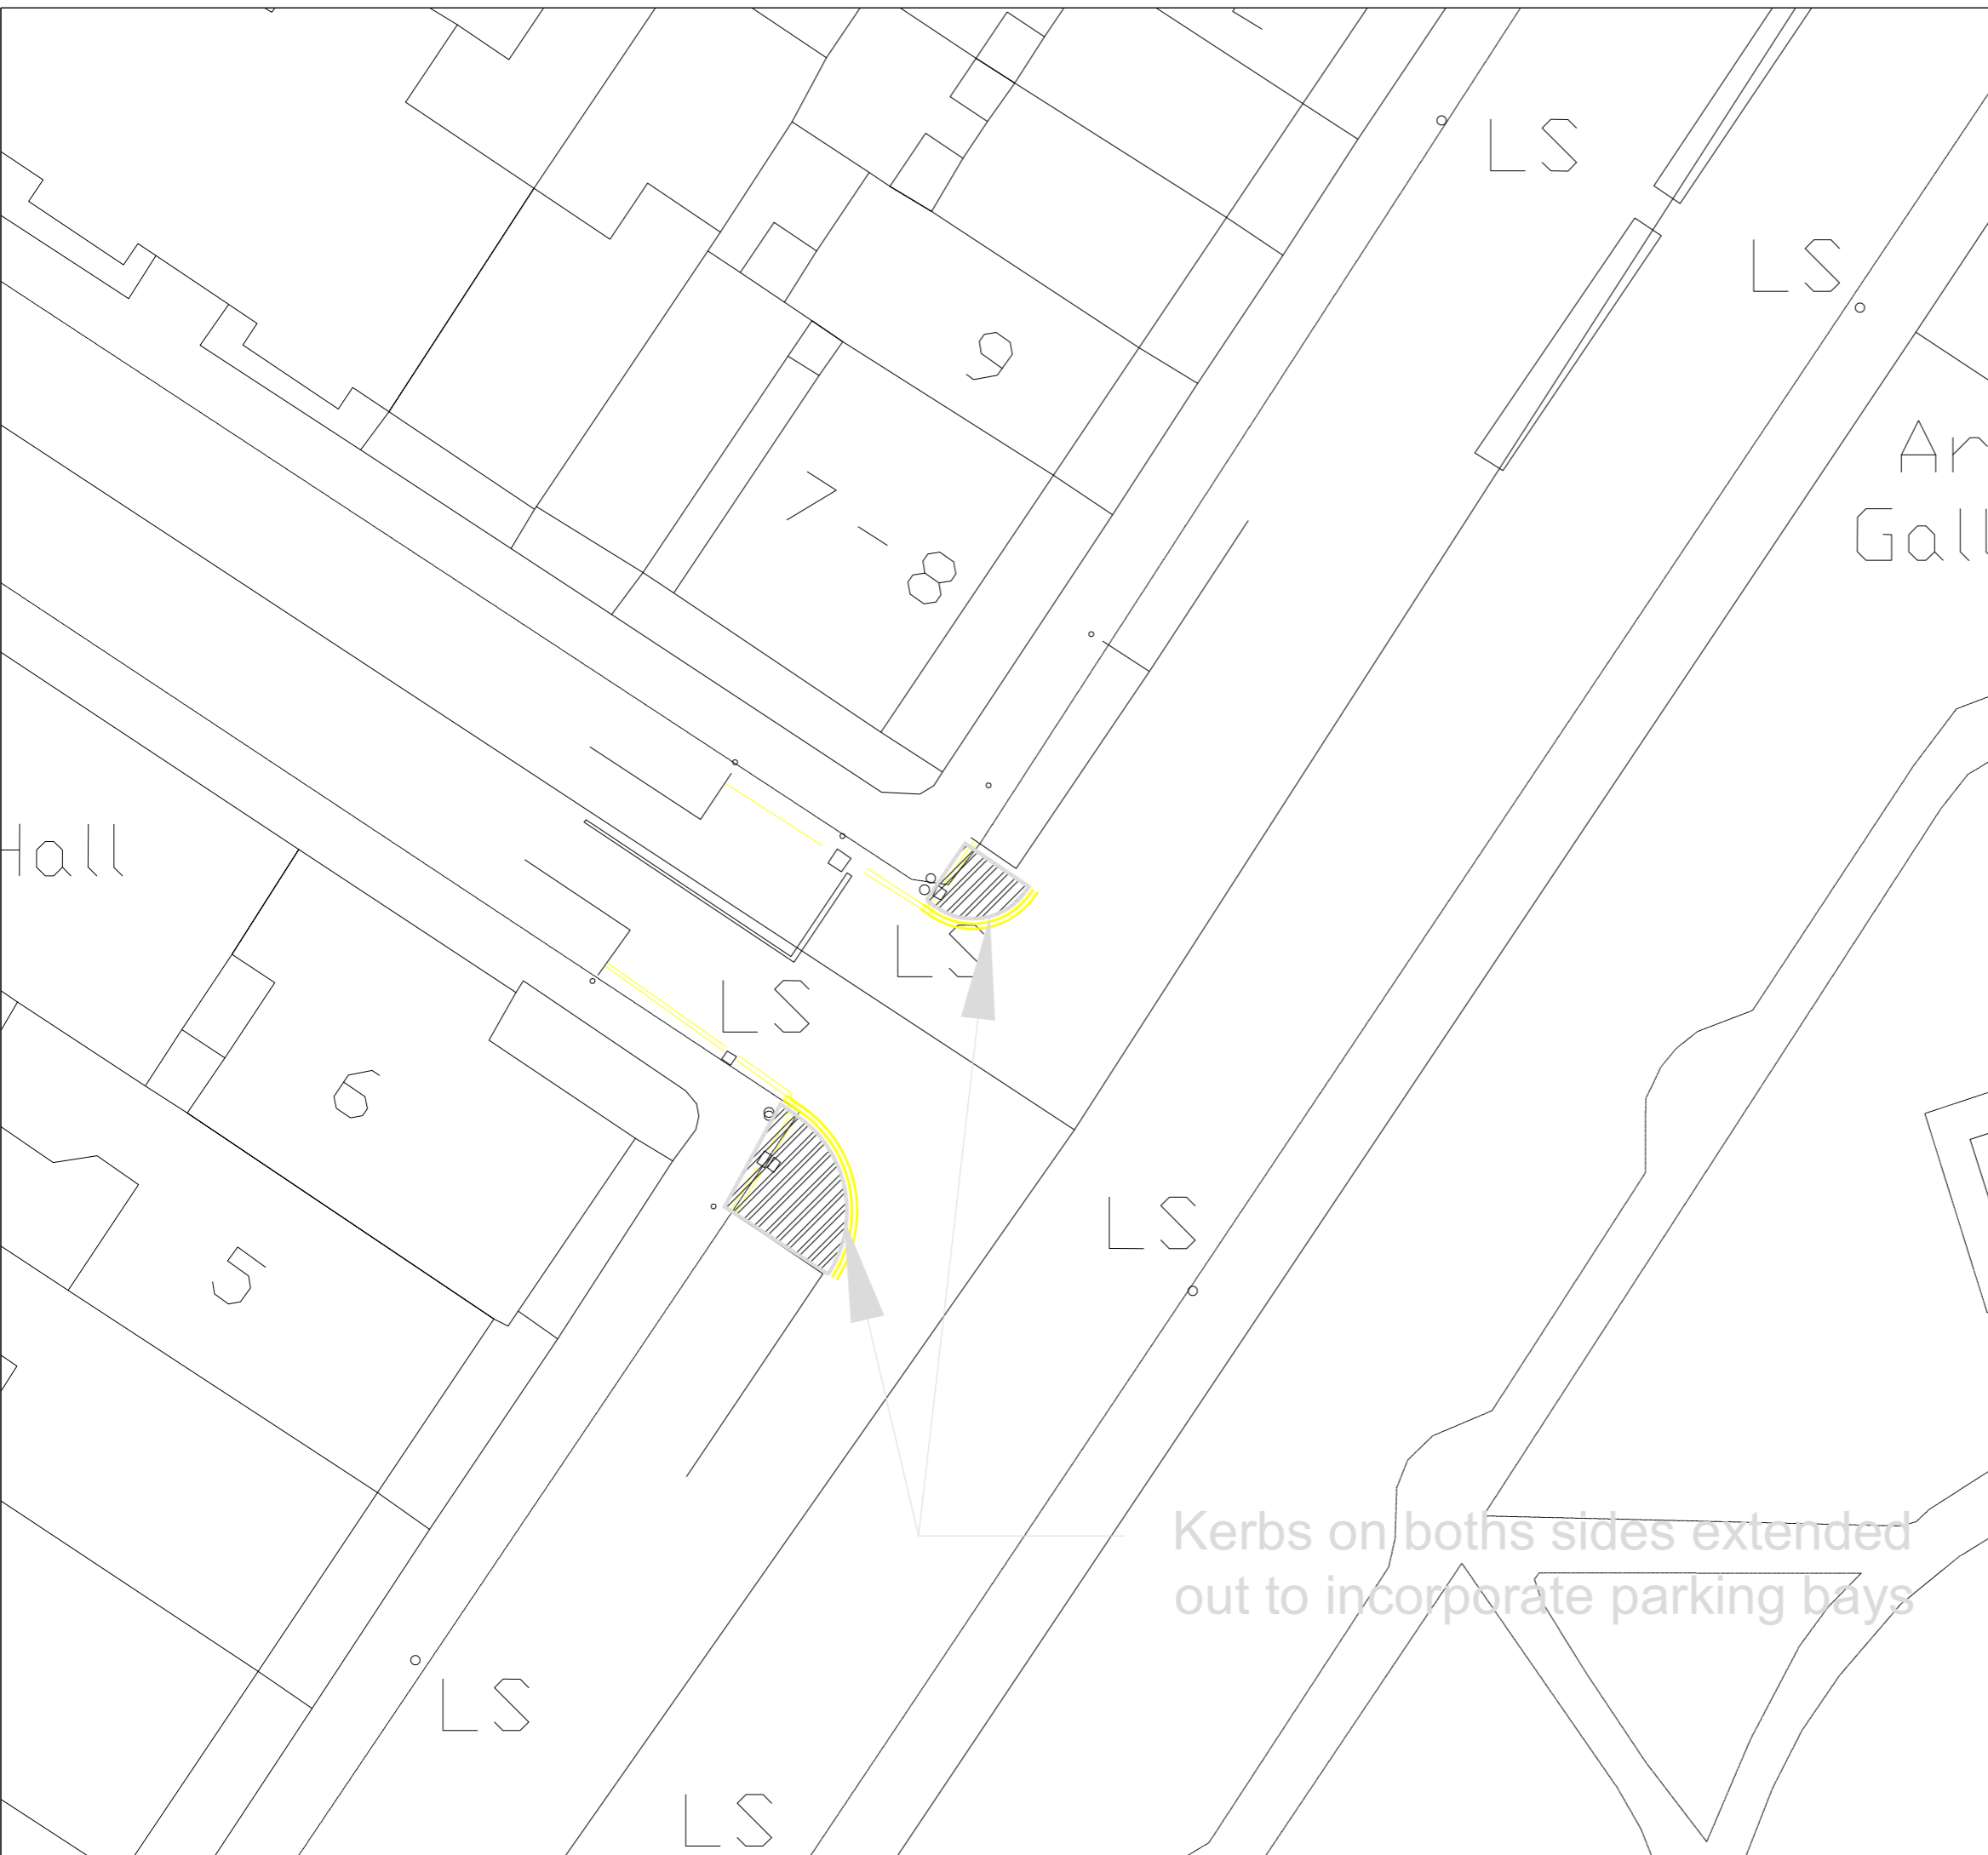 LS
LS
9
Ar
Gall
7-8
Hall
LS
LS
6
LS
5
Kerbs on boths sides extended
out to incorporate parking bays
LS
LS